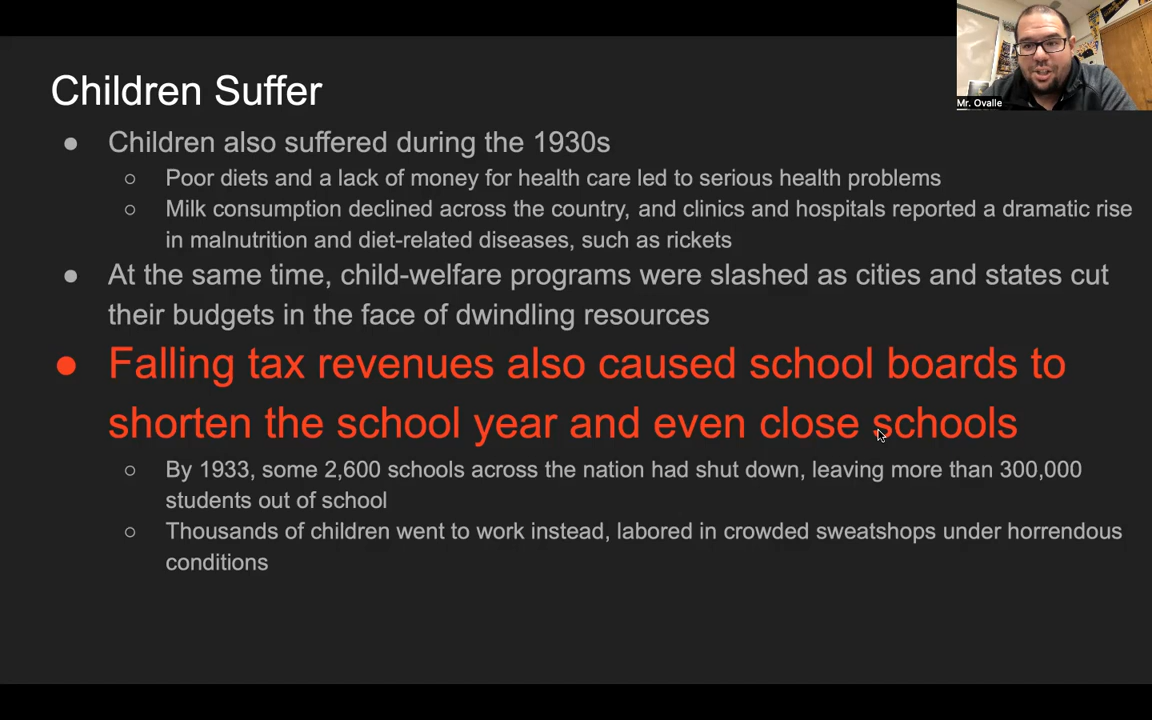 Mr. Ovalle
Children Suffer
● Children also suffered during the 1930s
○ Poor diets and a lack of money for health care led to serious health problems
○ Milk consumption declined across the country, and clinics and hospitals reported a dramatic rise
in malnutrition and diet-related diseases, such as rickets
● At the same time, child-welfare programs were slashed as cities and states cut
their budgets in the face of dwindling resources
● Falling tax revenues also caused school boards to
shorten the school year and even close schools
○ By 1933, some 2,600 schools across the nation had shut down, leaving more than 300,000
students out of school
○ Thousands of children went to work instead, labored in crowded sweatshops under horrendous
conditions